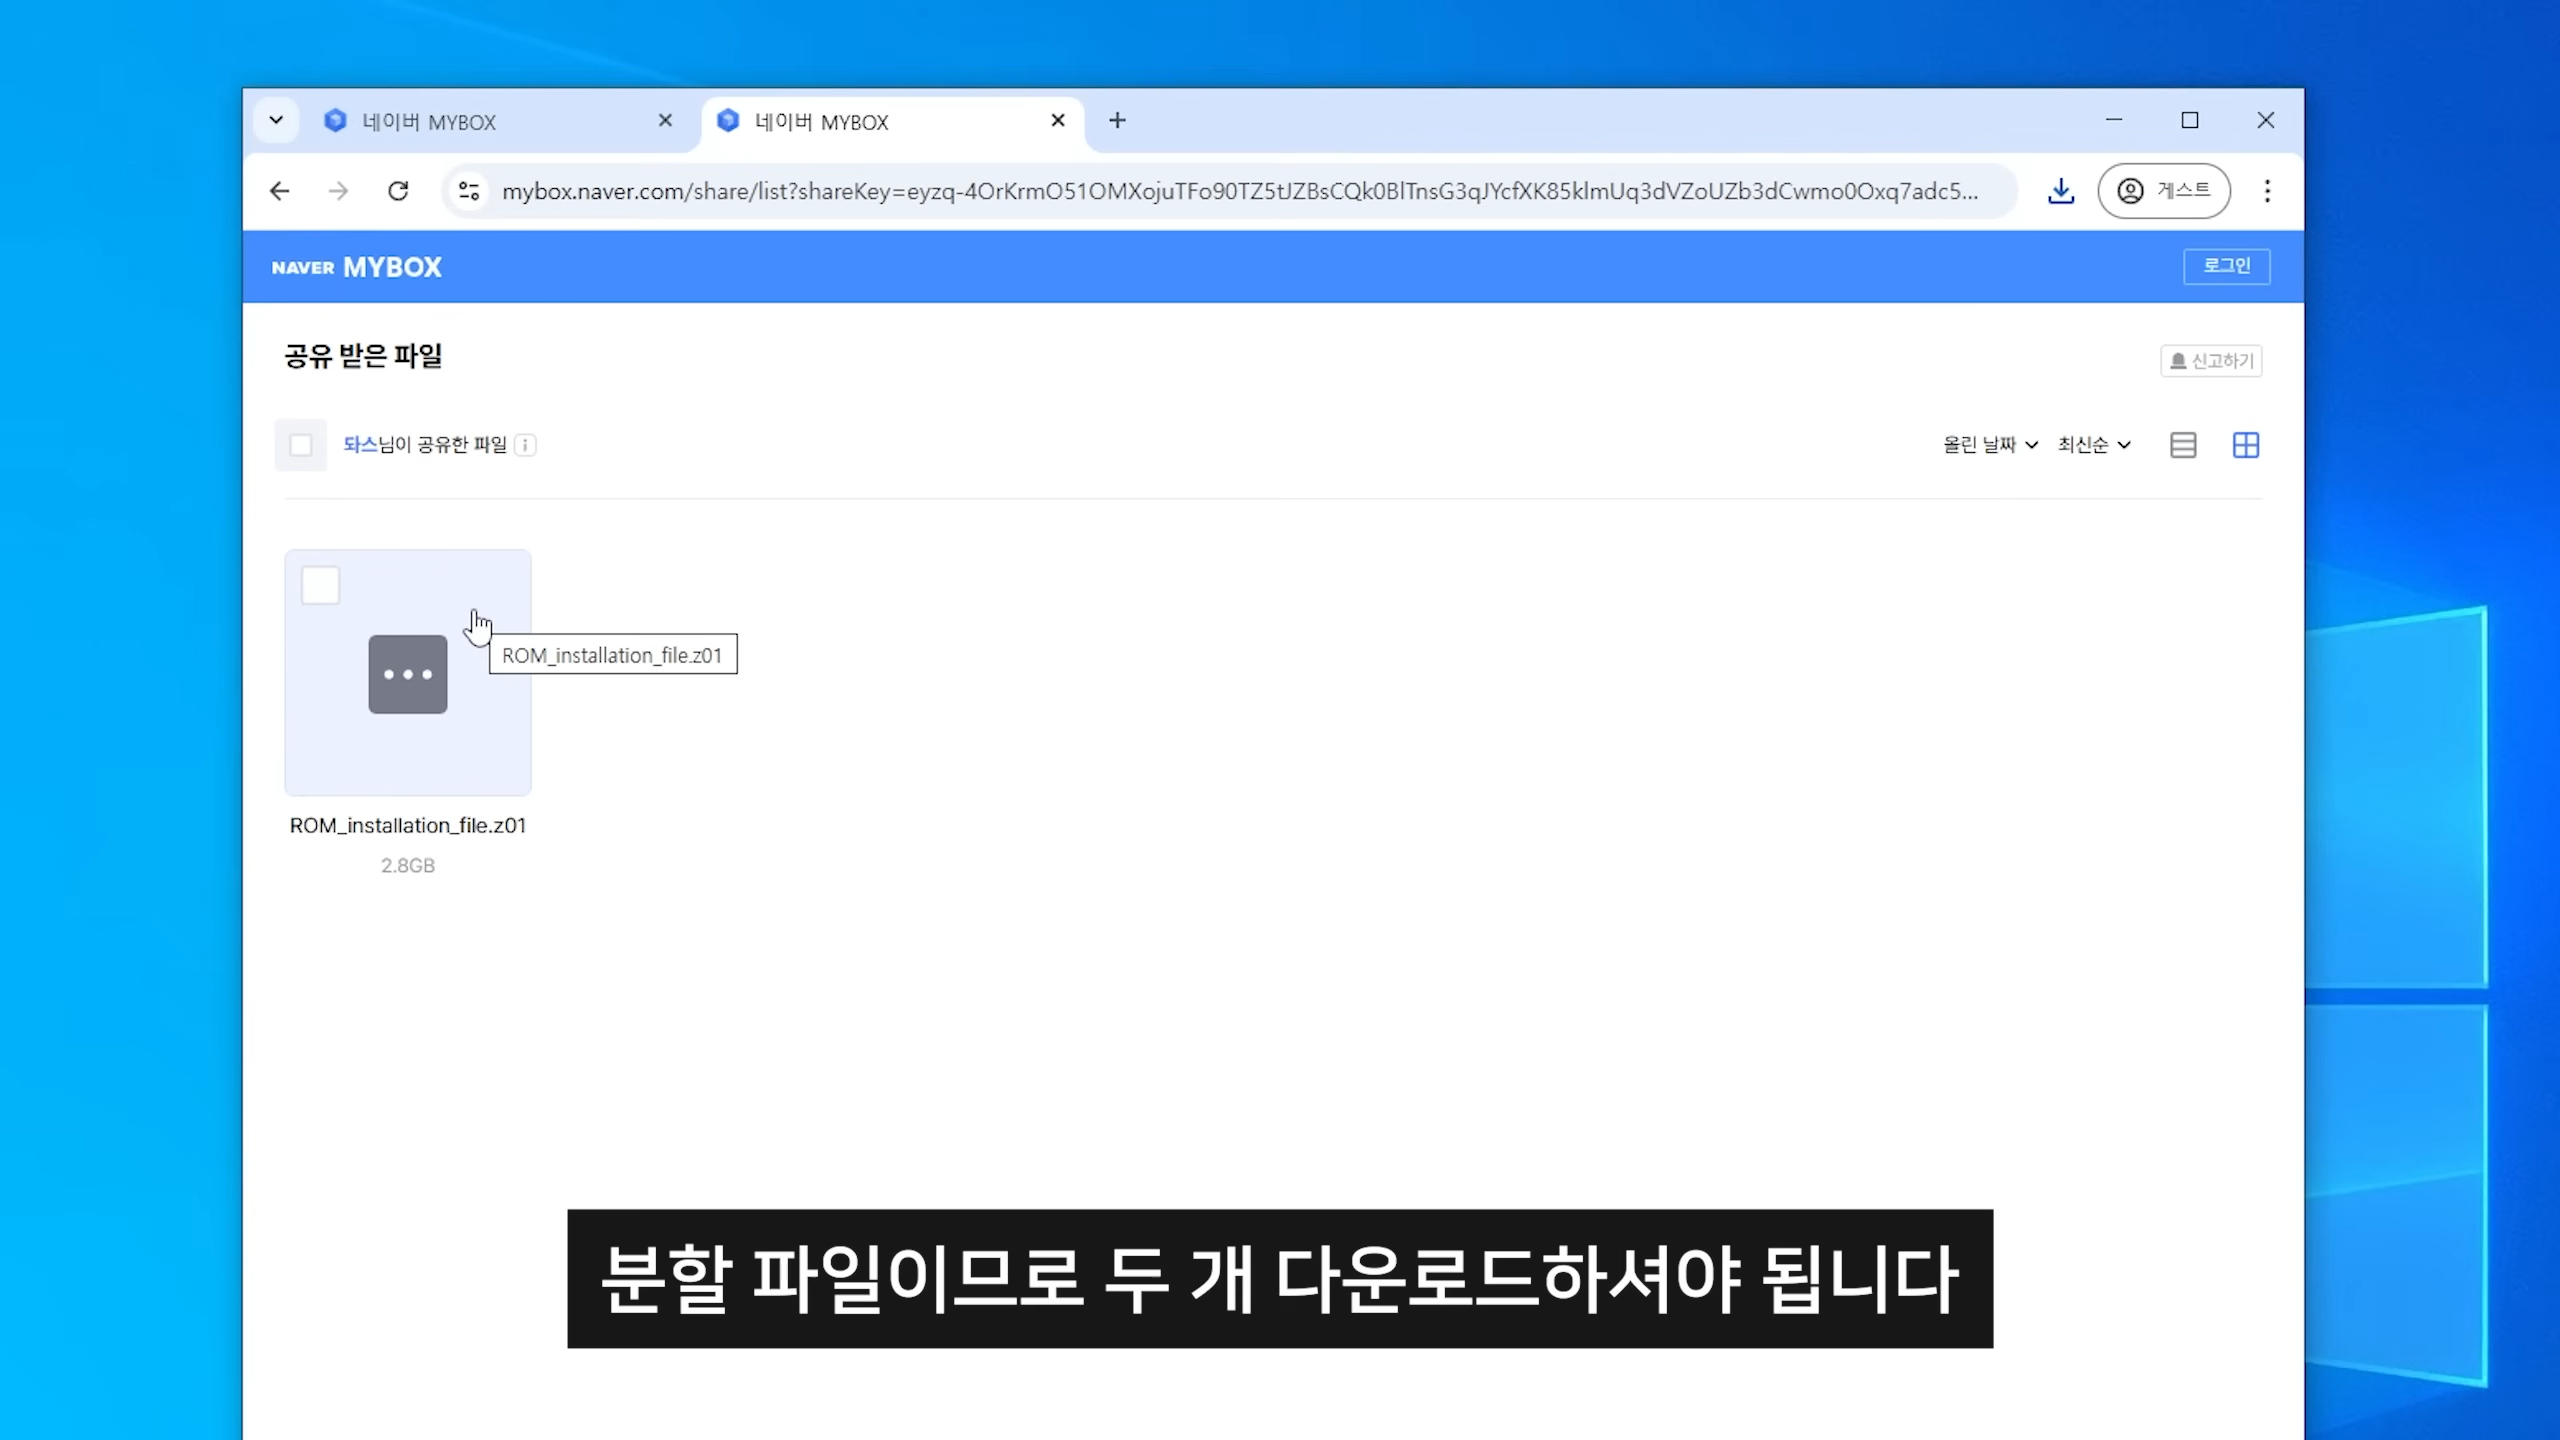 네이버 MYBOX
네이버 MYBOX
mybox.naver.com/share/list?shareKey=eyzq-4OrKrmO51OMXojuTFo90TZ5tJZBsCQk0BlTnsG3qJYcfXK85klmUq3dVZoUZb3dCwmo0Oxq7adc5...
게스트
NAVER MYBOX
로그인
공유 받은 파일
신고하기
돠스님이 공유한 파일
올린 날짜
최신순
ROM_installation_file.z01
ROM_installation_file.z01
2.8GB
분할 파일이므로 두 개 다운로드하셔야 됩니다